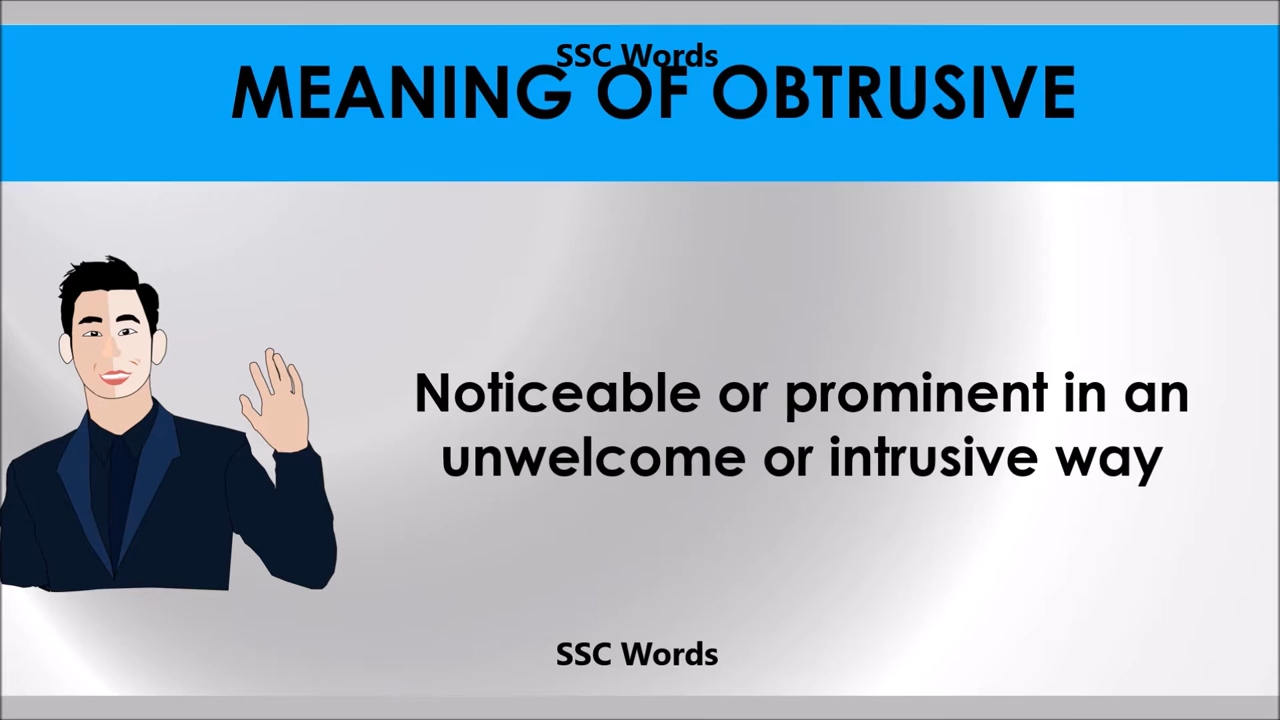 SSC Words
MEANING OF OBTRUSIVE
Noticeable or prominent in an
unwelcome or intrusive way
SSC Words